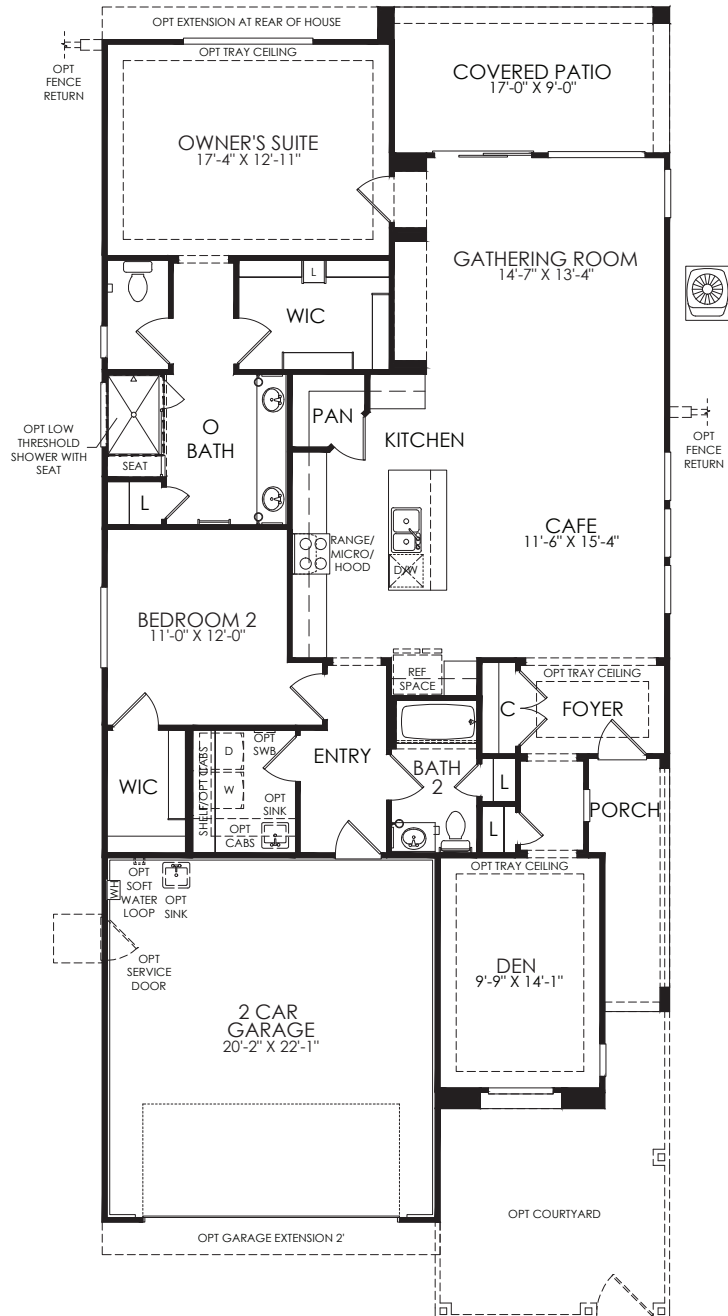 OPT EXTENSION AT REAR OF HOUSE
OPT TRAY CEILING
OPT
FENCE
RETURN
COVERED PATIO
17'-0" X 9'-0"
OWNER'S SUITE
17'-4" X 12'-11"
GATHERING ROOM
14'-7" X 13'-4"
L
WIC
PAN
KITCHEN
OPT LOW
THRESHOLD
SHOWER WITH
SEAT
O
BATH
SEAT
L
OPT
FENCE
RETURN
RANGE/
MICRO/
HOOD
D/W
CAFE
11'-6" X 15'-4"
BEDROOM 2
11'-0" X 12'-0"
REF
SPACE
OPT TRAY CEILING
C
FOYER
WIC
SHELF/OPT CABS
D
W
OPT
SWB
OPT
SINK
OPT
CABS
ENTRY
BATH
2
L
L
PORCH
OPT TRAY CEILING
WH
OPT
SOFT
WATER
LOOP
OPT
SINK
OPT
SERVICE
DOOR
DEN
9'-9" X 14'-1"
2 CAR
GARAGE
20'-2" X 22'-1"
OPT COURTYARD
OPT GARAGE EXTENSION 2'